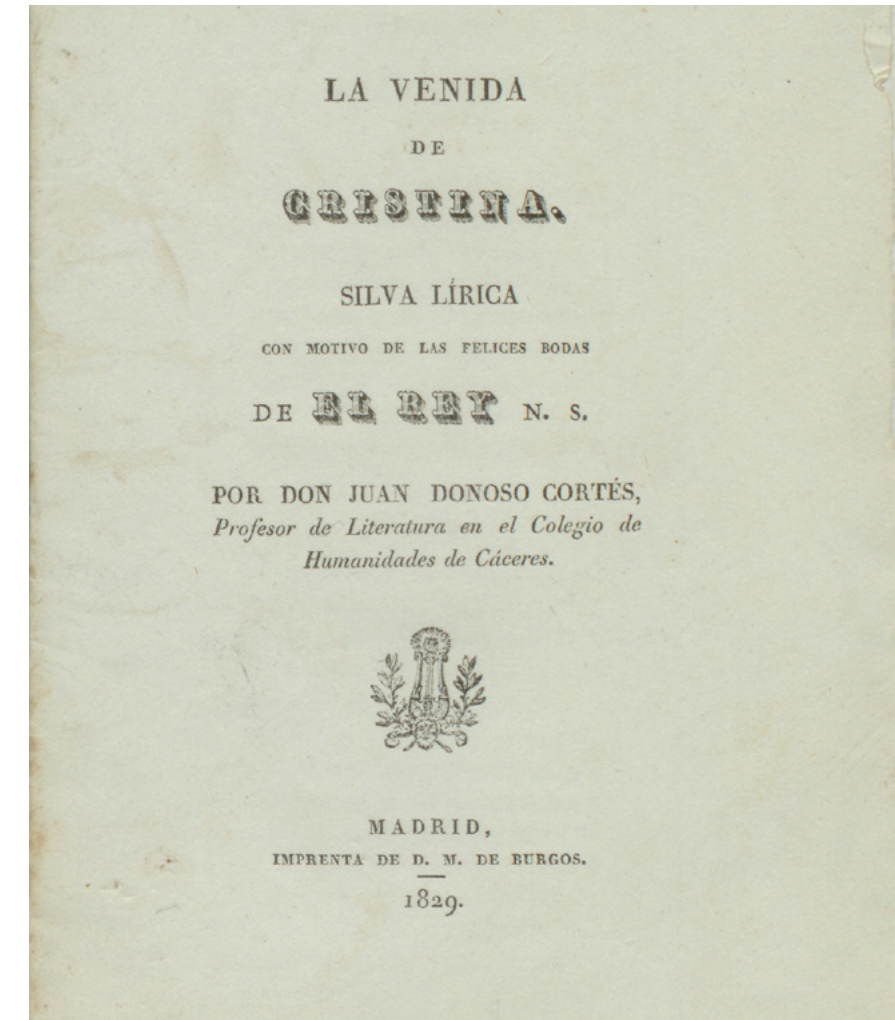 LA VENIDA
DE
CRISTINA.
SILVA LÍRICA
CON MOTIVO DE LAS FELICES BODAS
DE EL REY N. S.
POR DON JUAN DONOSO CORTÉS,
Profesor de Literatura en el Colegio de
Humanidades de Cáceres.
MADRID,
IMPRENTA DE D. M. DE BURGOS.
1829.